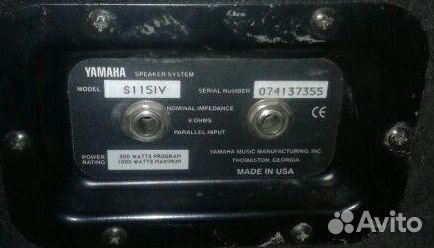 YAMAHA SPEAKER SYSTEM
MODEL S115IV SERIAL NUMBER 074137355
NOMINAL IMPEDANCE
8 OHMS
PARALLEL INPUT
CE
POWER RATING
500 WATTS PROGRAM
1000 WATTS MAXIMUM
YAMAHA MUSIC MANUFACTURING, INC.
THOMASTON, GEORGIA
MADE IN USA
Avito